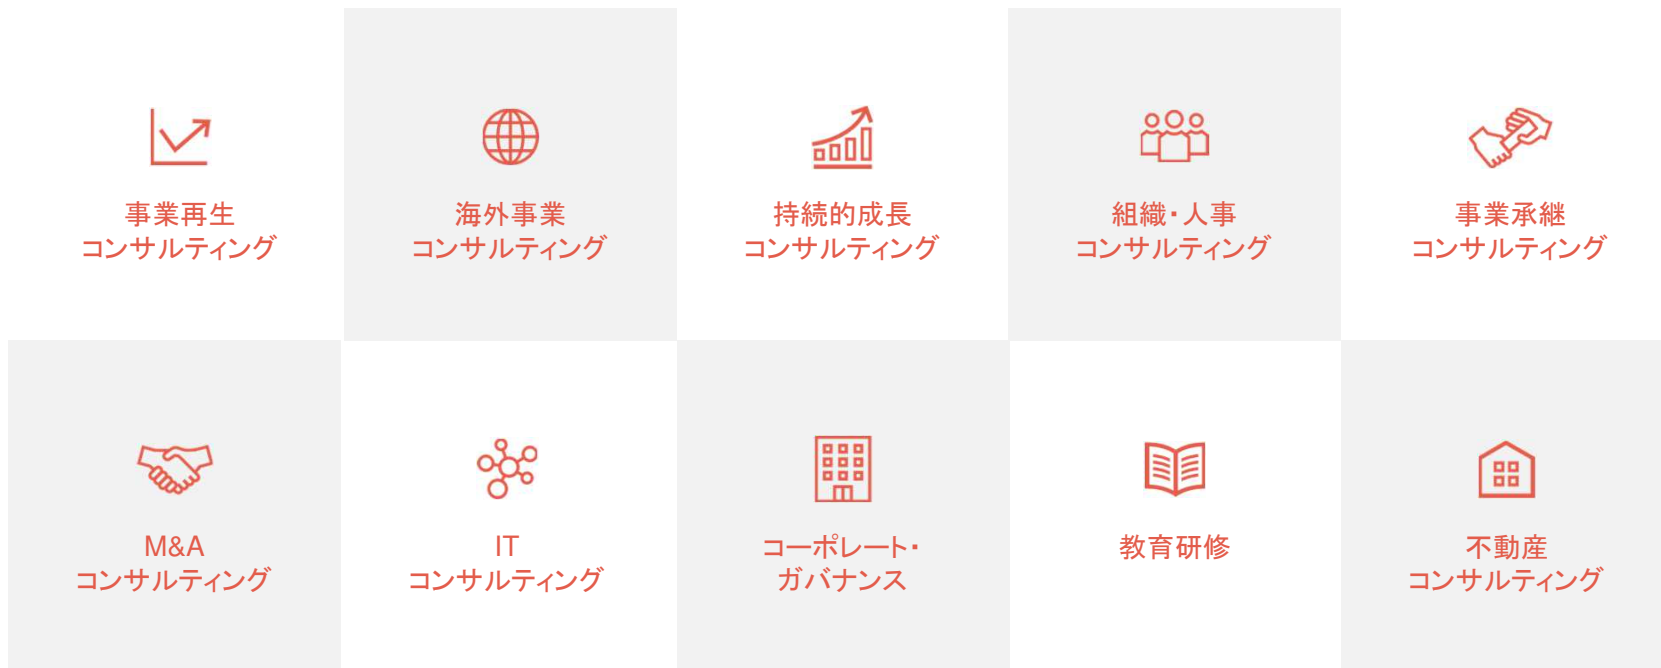 事業再生
コンサルティング
海外事業
コンサルティング
持続的成長
コンサルティング
組織・人事
コンサルティング
事業承継
コンサルティング
M&A
コンサルティング
IT
コンサルティング
コーポレート・
ガバナンス
教育研修
不動産
コンサルティング